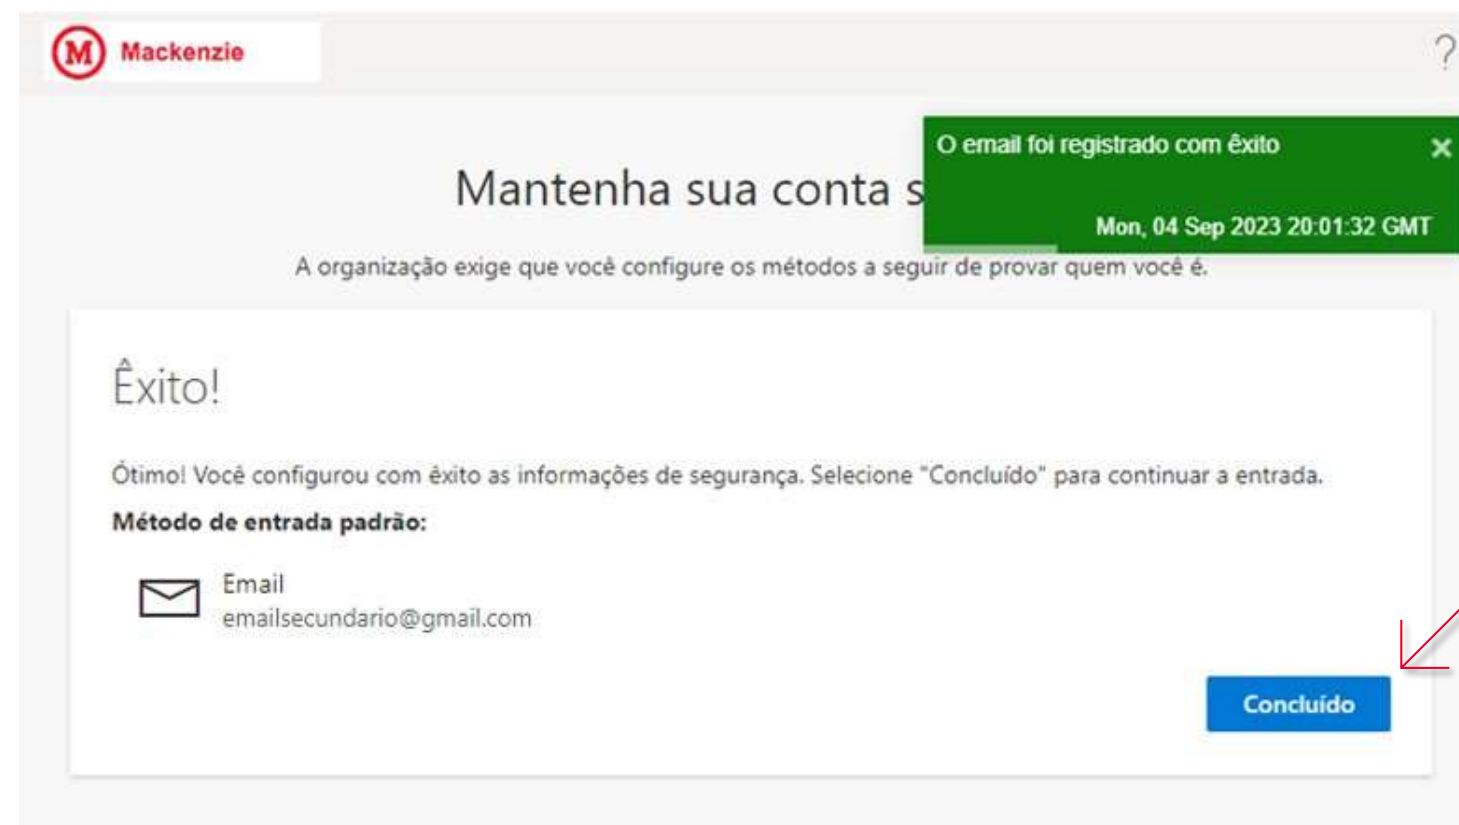 M Mackenzie
?
O email foi registrado com êxito
Mon, 04 Sep 2023 20:01:32 GMT
Mantenha sua conta s
A organização exige que você configure os métodos a seguir de provar quem você é.
Êxito!
Ótimo! Você configurou com êxito as informações de segurança. Selecione "Concluído" para continuar a entrada.
Método de entrada padrão:
Email
emailsecundario@gmail.com
Concluído